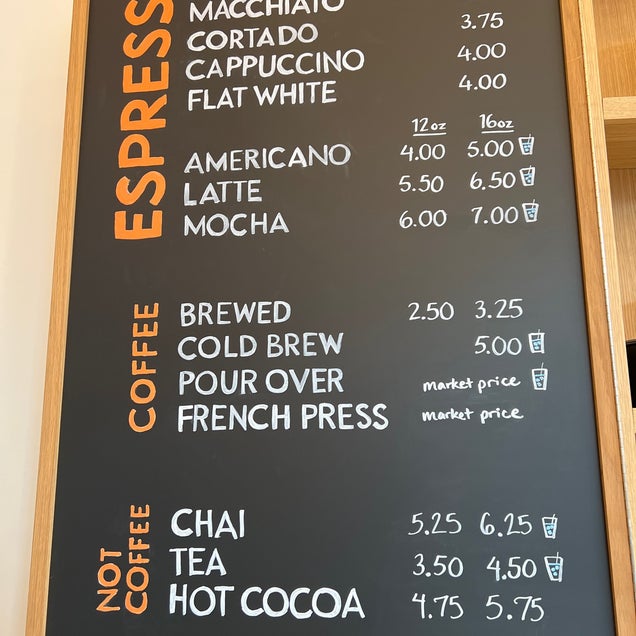 ESPRESS
MACCHIATO
CORTADO 3.75
CAPPUCCINO 4.00
FLAT WHITE 4.00
12oz 16oz
AMERICANO 4.00 5.00
LATTE 5.50 6.50
MOCHA 6.00 7.00
COFFEE
BREWED 2.50 3.25
COLD BREW 5.00
POUR OVER market price
FRENCH PRESS market price
NOT
COFFEE
CHAI 5.25 6.25
TEA 3.50 4.50
HOT COCOA 4.75 5.75